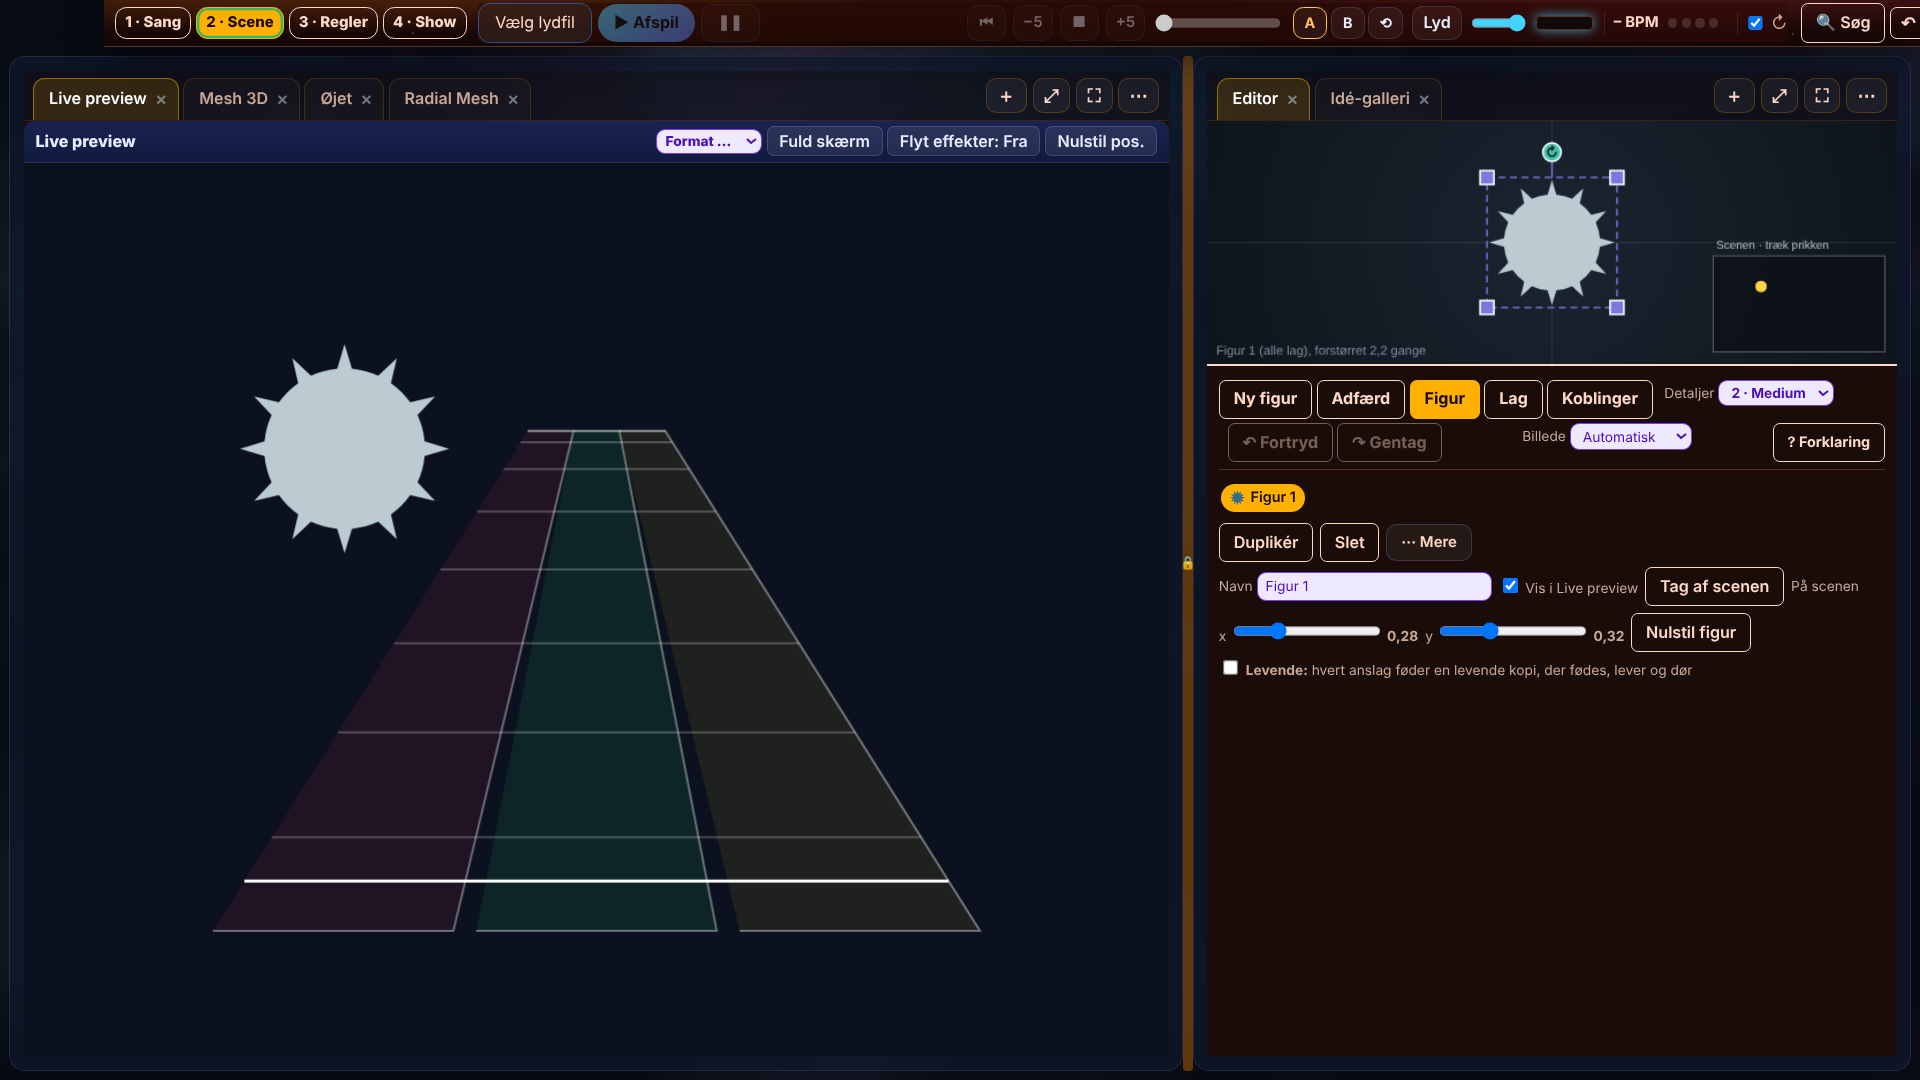 1 · Sang 2 · Scene 3 · Regler 4 · Show Vælg lydfil ▶ Afspil ❚❚ ⏮ −5 ■ +5 A B ⟲ Lyd – BPM 🔍 Søg ↶
Live preview × Mesh 3D × Øjet × Radial Mesh × + ⤢ ⛶ ⋯
Editor × Idé-galleri × + ⤢ ⛶ ⋯
Live preview Format ... Fuld skærm Flyt effekter: Fra Nulstil pos.
Scenen · træk prikken
Figur 1 (alle lag), forstørret 2,2 gange
Ny figur Adfærd Figur Lag Koblinger Detaljer 2 · Medium
↶ Fortryd ↷ Gentag Billede Automatisk ? Forklaring
Figur 1
Duplikér Slet ⋯ Mere
Navn Figur 1 Vis i Live preview Tag af scenen På scenen
x 0,28 y 0,32 Nulstil figur
Levende: hvert anslag føder en levende kopi, der fødes, lever og dør